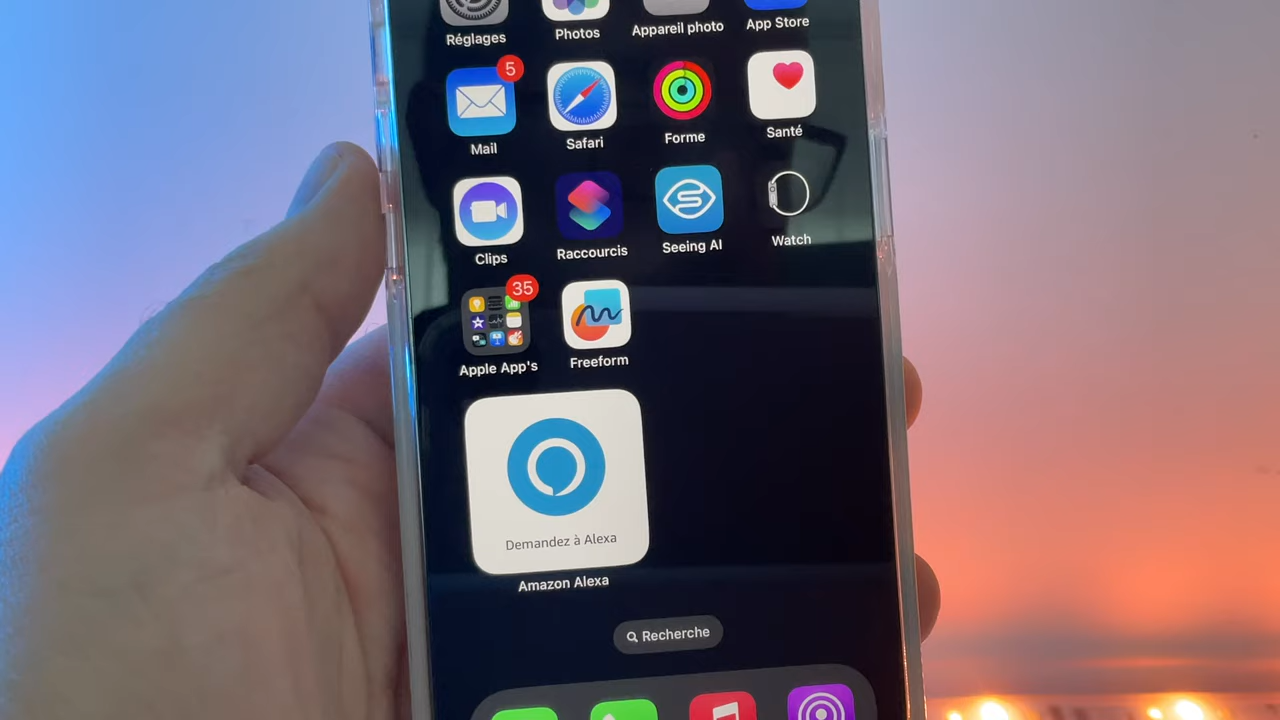 Réglages
Photos
Appareil photo
App Store
5
Mail
Safari
Forme
Santé
Clips
Raccourcis
Seeing AI
Watch
35
Apple App's
Freeform
Demandez à Alexa
Amazon Alexa
Recherche